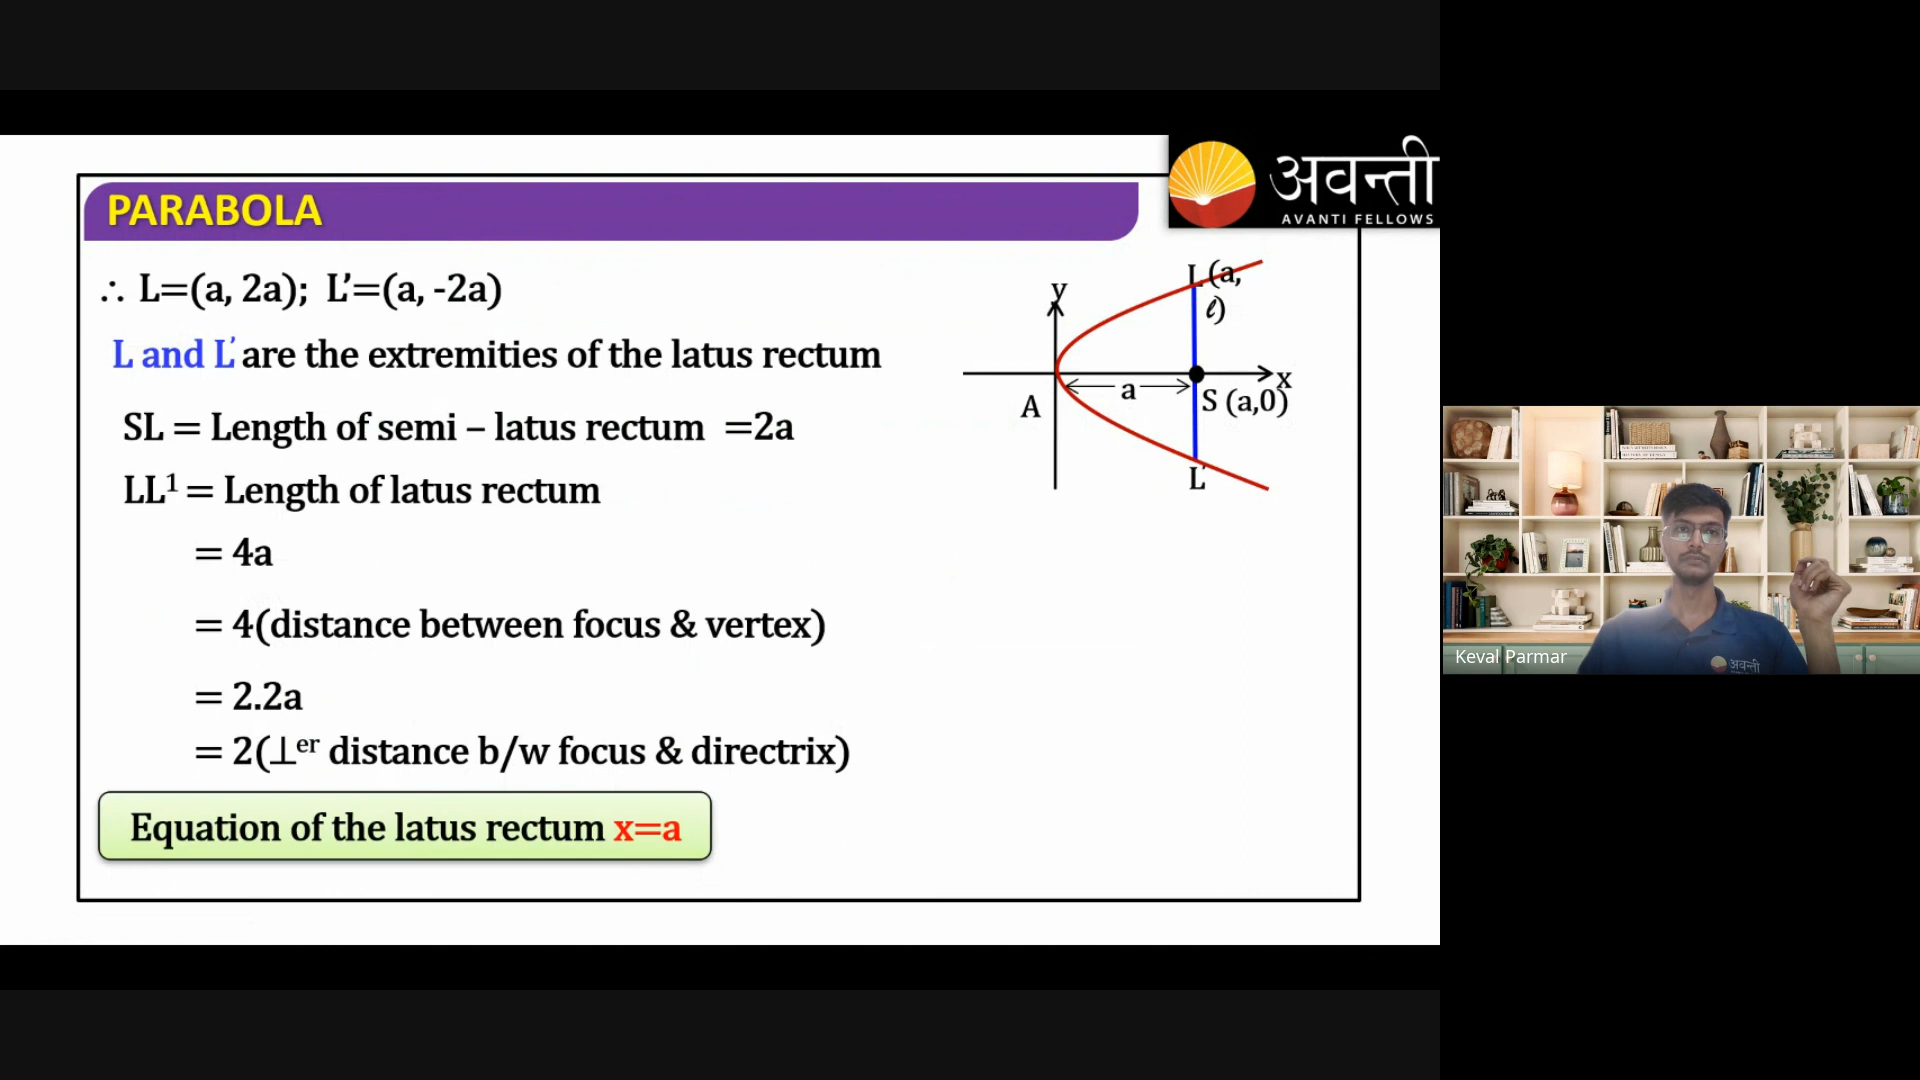 PARABOLA
अवन्ती
AVANTI FELLOWS
∴ L=(a, 2a); L’=(a, -2a)
L and L’ are the extremities of the latus rectum
SL = Length of semi – latus rectum =2a
LL¹ = Length of latus rectum
= 4a
= 4(distance between focus & vertex)
= 2.2a
= 2(⊥ᵉʳ distance b/w focus & directrix)
Equation of the latus rectum x=a
y
L (a,
ℓ)
x
a
A
S (a,0)
L’
Keval Parmar
अवन्ती